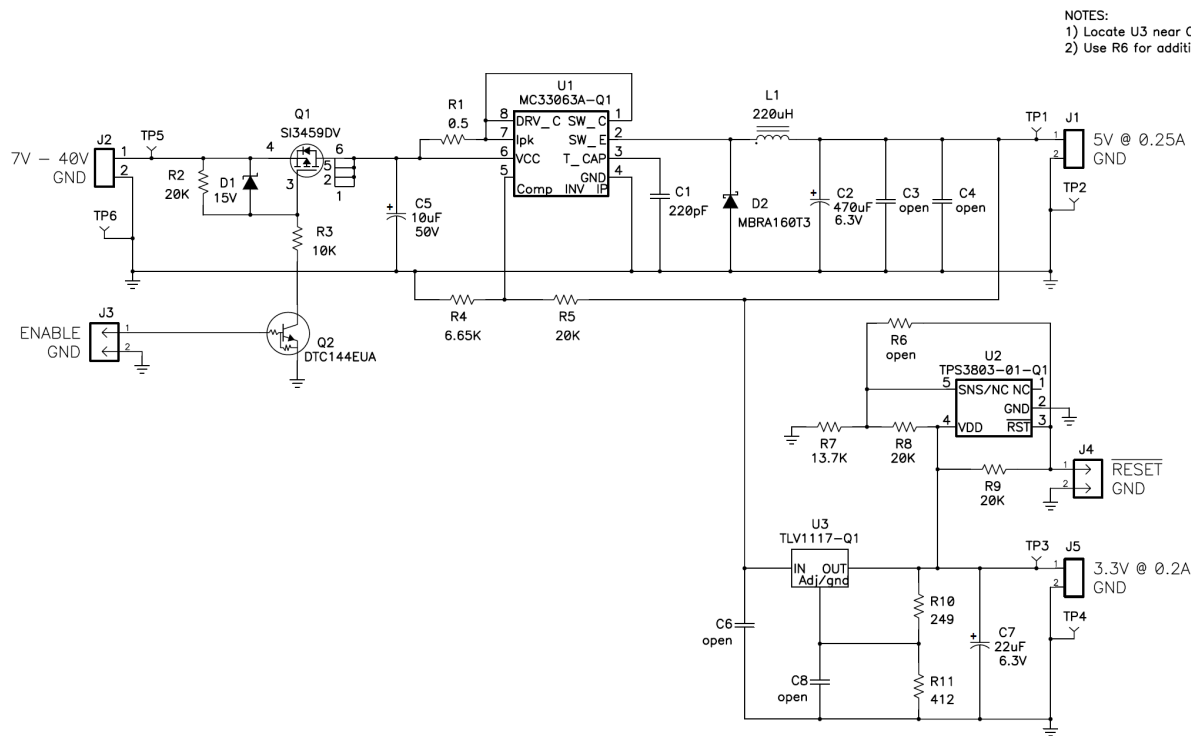 NOTES:
1) Locate U3 near
2) Use R6 for
U1
MC33063A-Q1
8 DRV_C SW_C 1
7 Ipk SW_E 2
6 VCC T_CAP 3
GND 4
5 Comp INV_IP
L1
220uH
R1
0.5
Q1
SI3459DV
4
3
6
5
2
1
TP5
J2
7V – 40V 1
GND 2
TP6
R2
20K
D1
15V
R3
10K
C5
+
10uF
50V
C1
220pF
D2
MBRA160T3
C2
+
470uF
6.3V
C3
open
C4
open
TP1
J1
1 5V @ 0.25A
2 GND
TP2
R4
6.65K
R5
20K
J3
ENABLE 1
GND 2
Q2
DTC144EUA
R6
open
U2
TPS3803-01-Q1
5 SNS/NC NC 1
GND 2
4 VDD RST 3
R7
13.7K
R8
20K
R9
20K
J4
1 RESET
2 GND
U3
TLV1117-Q1
IN OUT
Adj/gnd
TP3
J5
1 3.3V @ 0.2A
2 GND
TP4
R10
249
R11
412
C6
open
C7
+
22uF
6.3V
C8
open